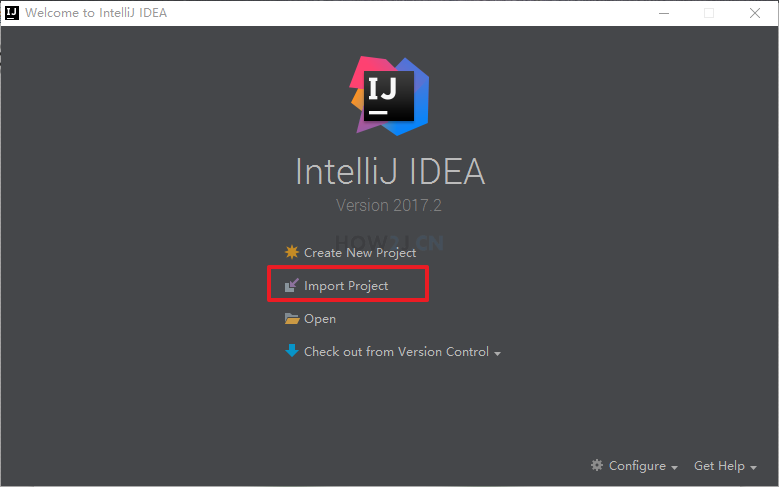 Welcome to IntelliJ IDEA
IJ
IntelliJ IDEA
Version 2017.2
HOW2J.CN
Create New Project
Import Project
Open
Check out from Version Control
Configure
Get Help